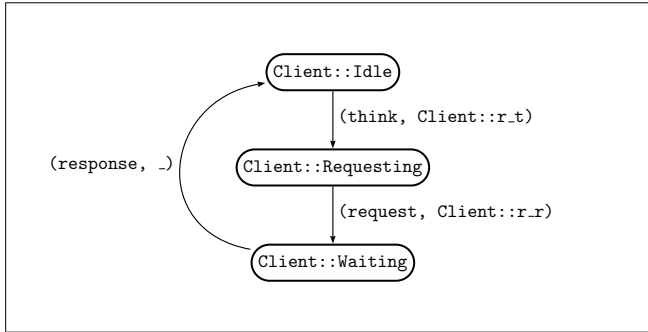 Client::Idle
(think, Client::r_t)
(response, _)
Client::Requesting
(request, Client::r_r)
Client::Waiting